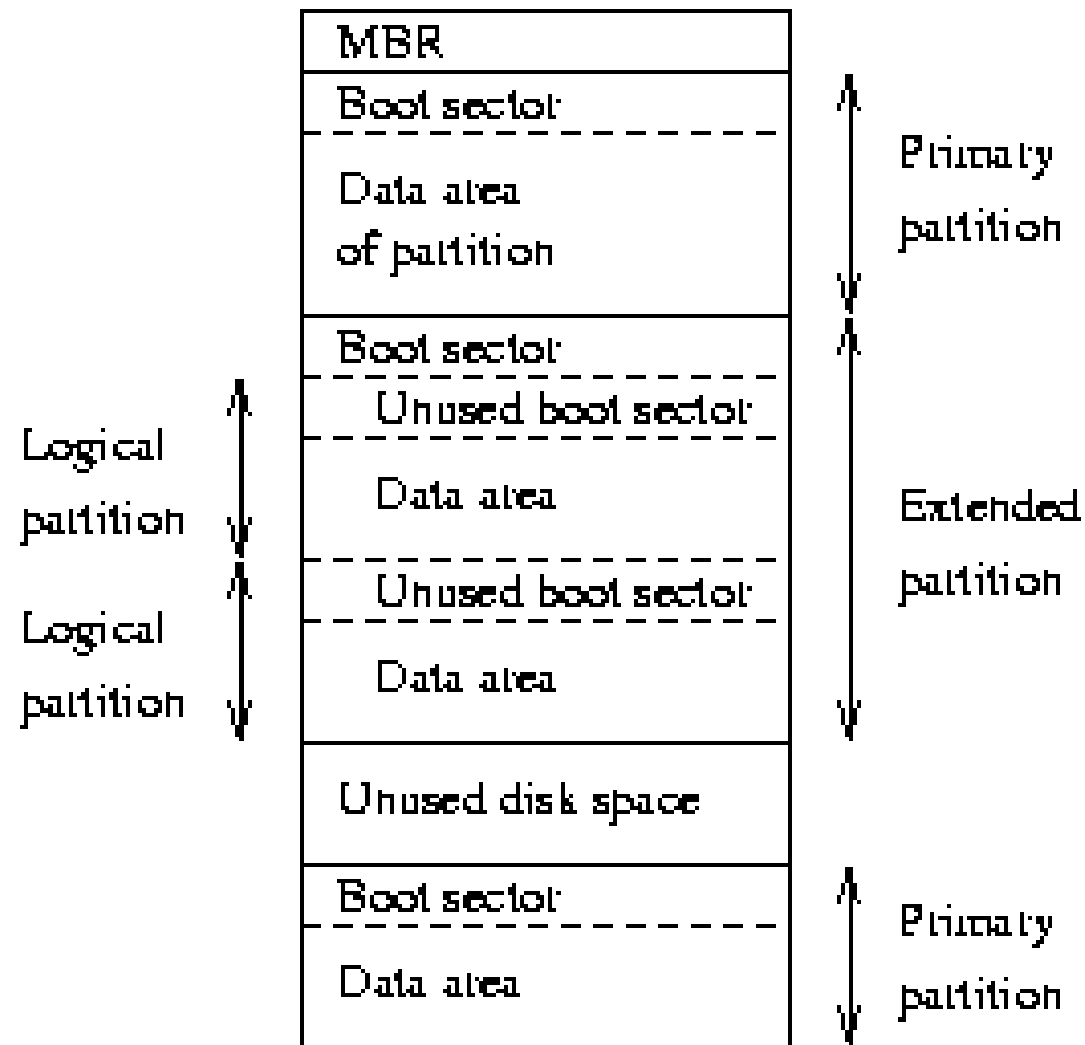 MBR
Boot sector
Data area
of partition
Primary
partition
Boot sector
Unused boot sector
Data area
Logical
partition
Unused boot sector
Data area
Logical
partition
Extended
partition
Unused disk space
Boot sector
Data area
Primary
partition